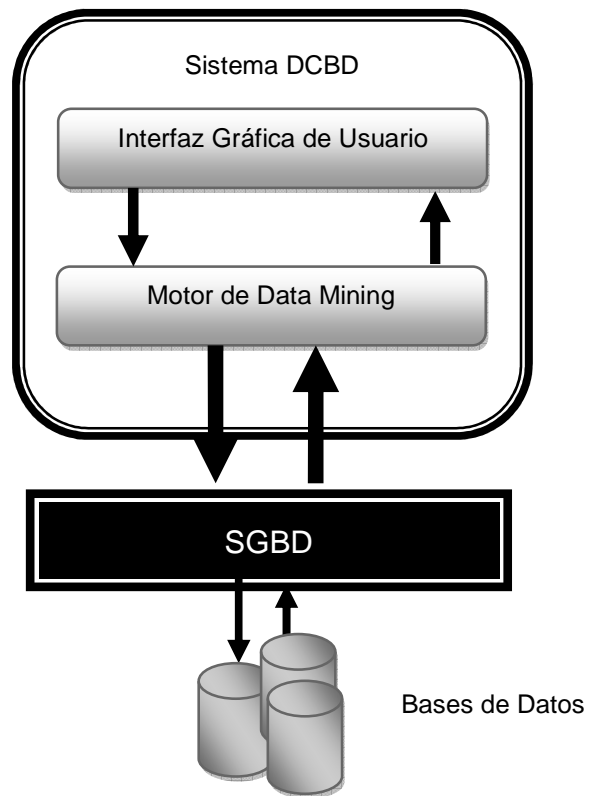 Sistema DCBD
Interfaz Gráfica de Usuario
Motor de Data Mining
SGBD
Bases de Datos